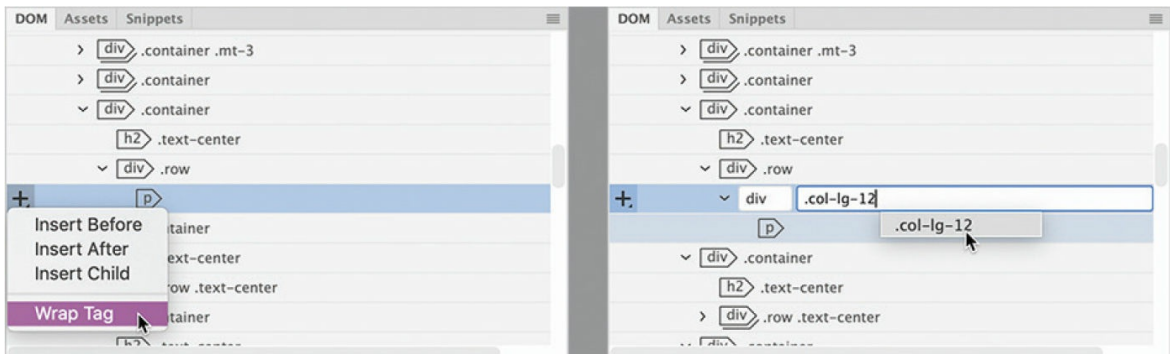 DOM Assets Snippets
div .container .mt-3
div .container
div .container
h2 .text-center
div .row
p
Insert Before
Insert After
Insert Child
Wrap Tag
tainer
ext-center
row .text-center
tainer
DOM Assets Snippets
div .container .mt-3
div .container
div .container
h2 .text-center
div .row
div .col-lg-12
p .col-lg-12
div .container
h2 .text-center
div .row .text-center